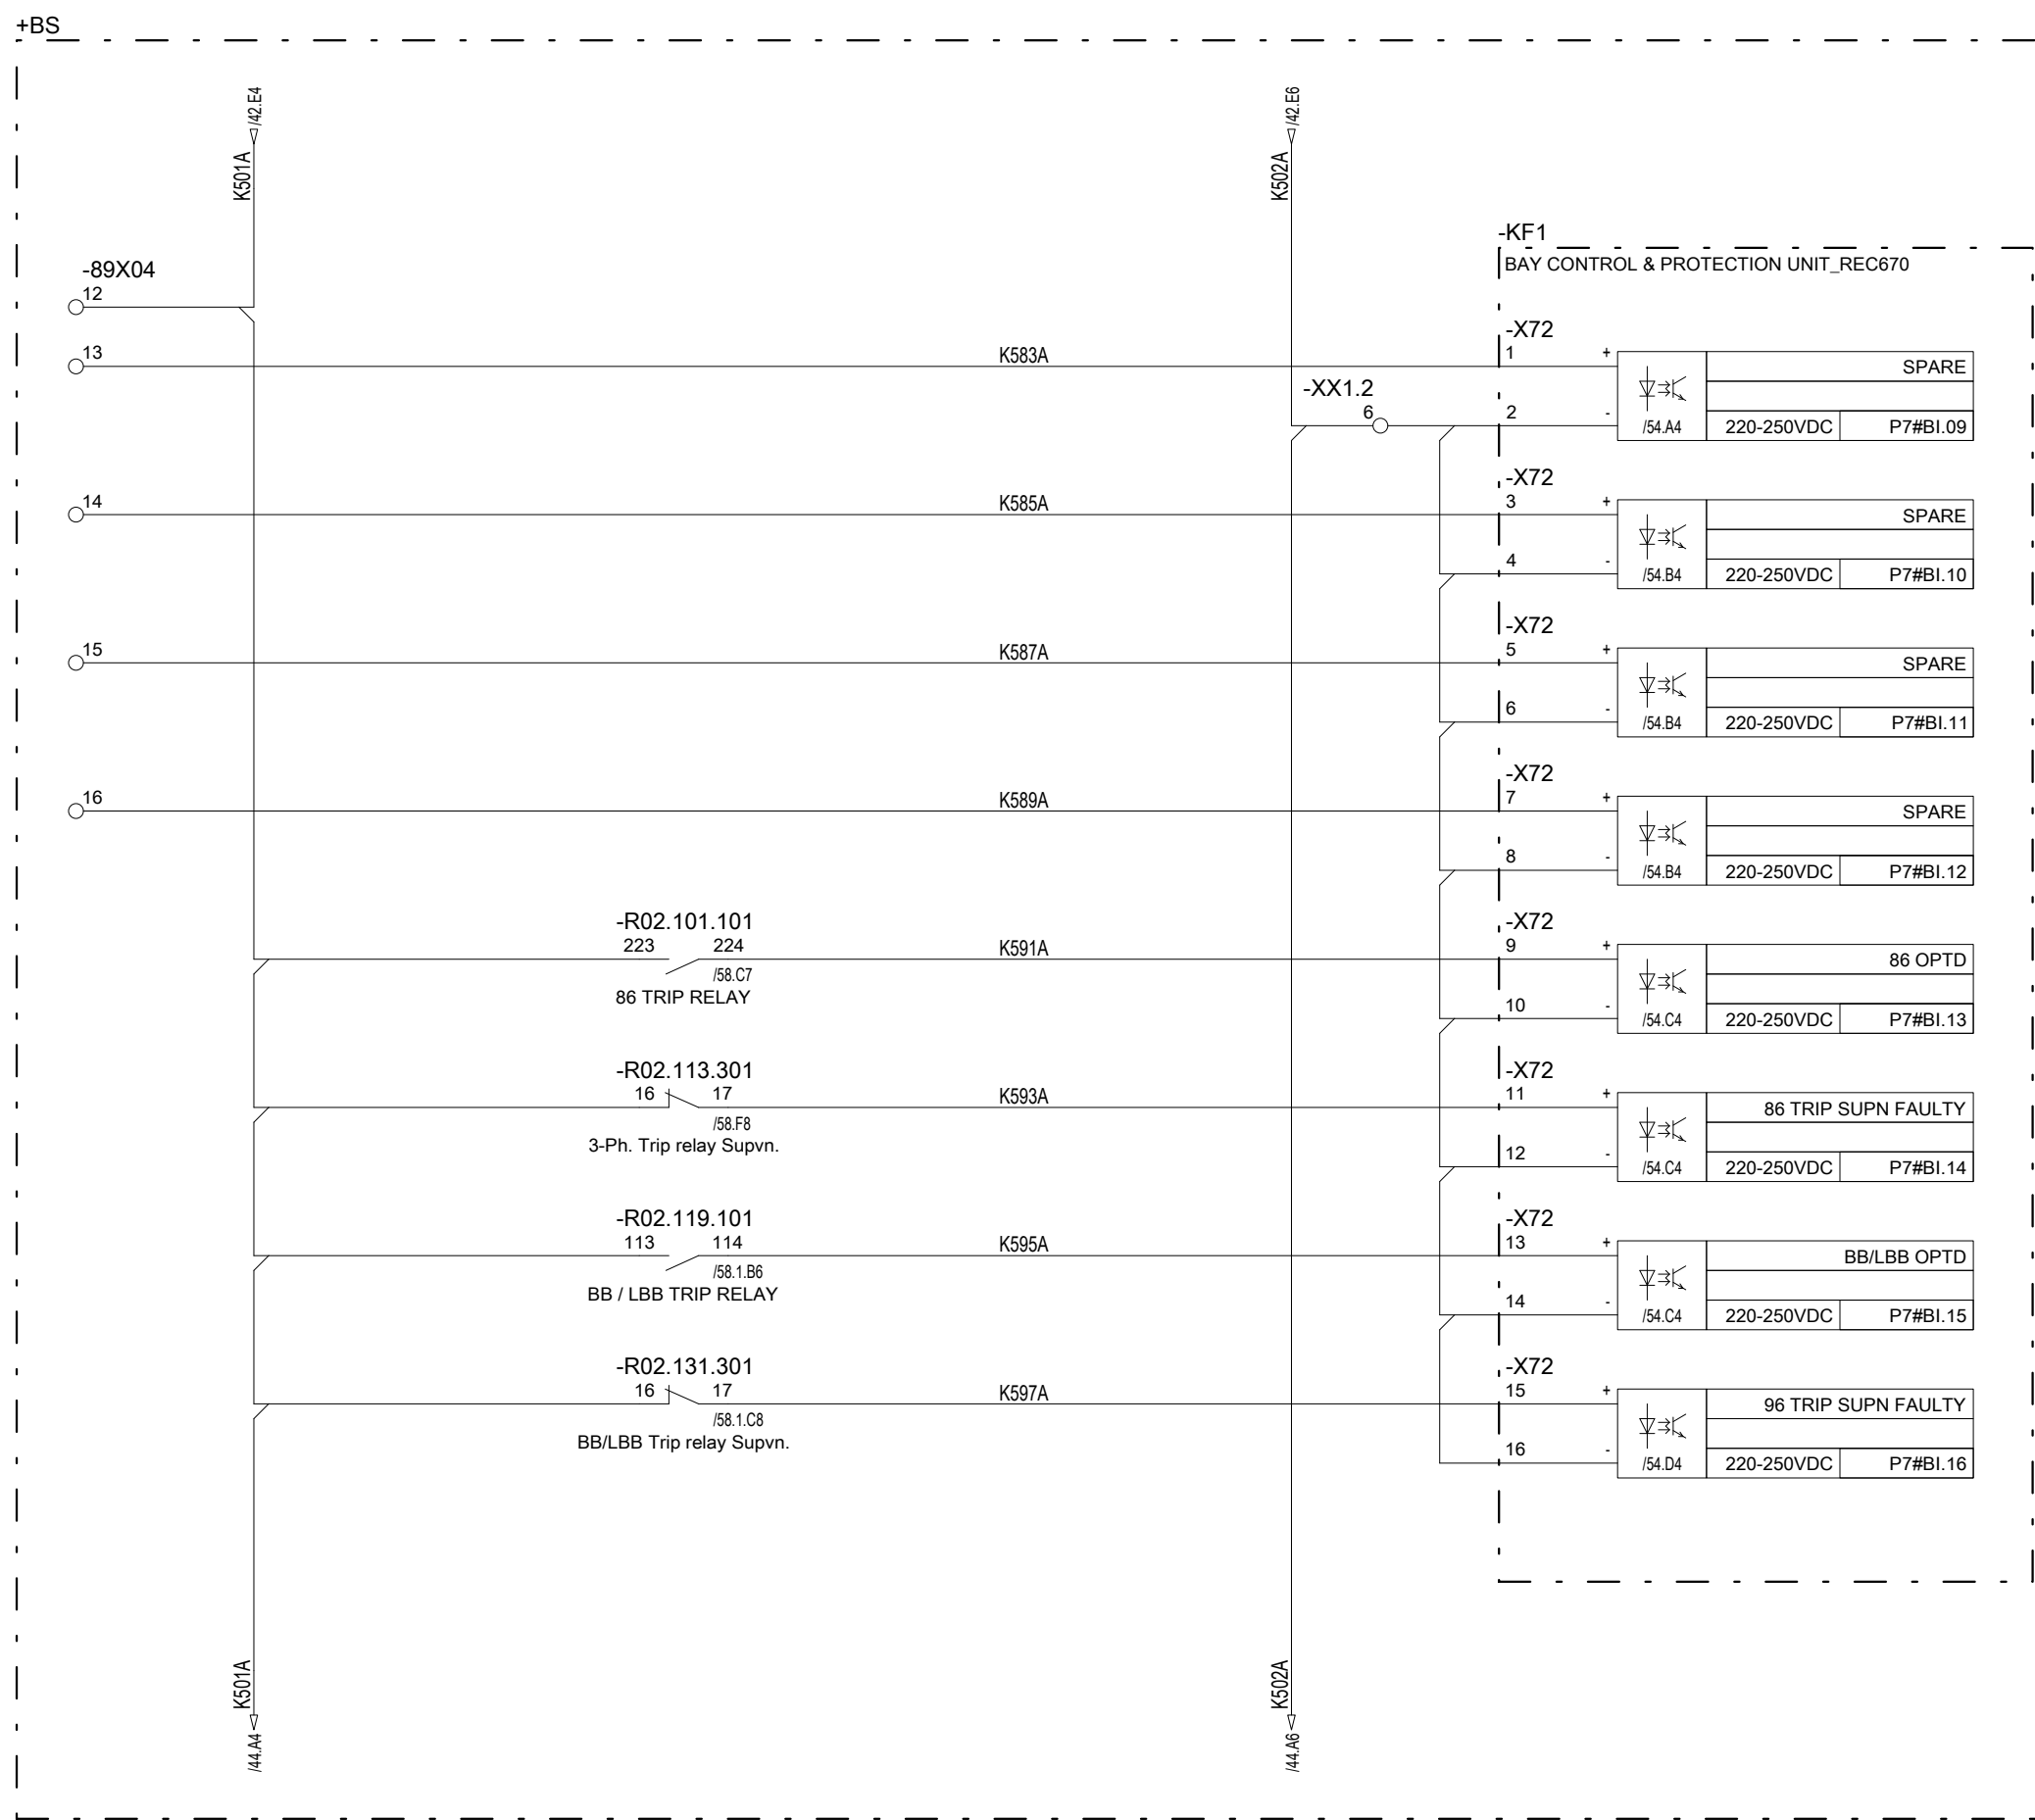 +BS
/42.E4
/42.E6
K501A
K502A
-KF1
BAY CONTROL & PROTECTION UNIT_REC670
-89X04
12
13
K583A
-X72
1
+
SPARE
-XX1.2
6
2
-
/54.A4
220-250VDC
P7#BI.09
14
K585A
-X72
3
+
SPARE
4
-
/54.B4
220-250VDC
P7#BI.10
15
K587A
-X72
5
+
SPARE
6
-
/54.B4
220-250VDC
P7#BI.11
16
K589A
-X72
7
+
SPARE
8
-
/54.B4
220-250VDC
P7#BI.12
-R02.101.101
223
224
/58.C7
86 TRIP RELAY
K591A
-X72
9
+
86 OPTD
10
-
/54.C4
220-250VDC
P7#BI.13
-R02.113.301
16
17
/58.F8
3-Ph. Trip relay Supvn.
K593A
-X72
11
+
86 TRIP SUPN FAULTY
12
-
/54.C4
220-250VDC
P7#BI.14
-R02.119.101
113
114
/58.1.B6
BB / LBB TRIP RELAY
K595A
-X72
13
+
BB/LBB OPTD
14
-
/54.C4
220-250VDC
P7#BI.15
-R02.131.301
16
17
/58.1.C8
BB/LBB Trip relay Supvn.
K597A
-X72
15
+
96 TRIP SUPN FAULTY
16
-
/54.D4
220-250VDC
P7#BI.16
K501A
K502A
/44.A4
/44.A6